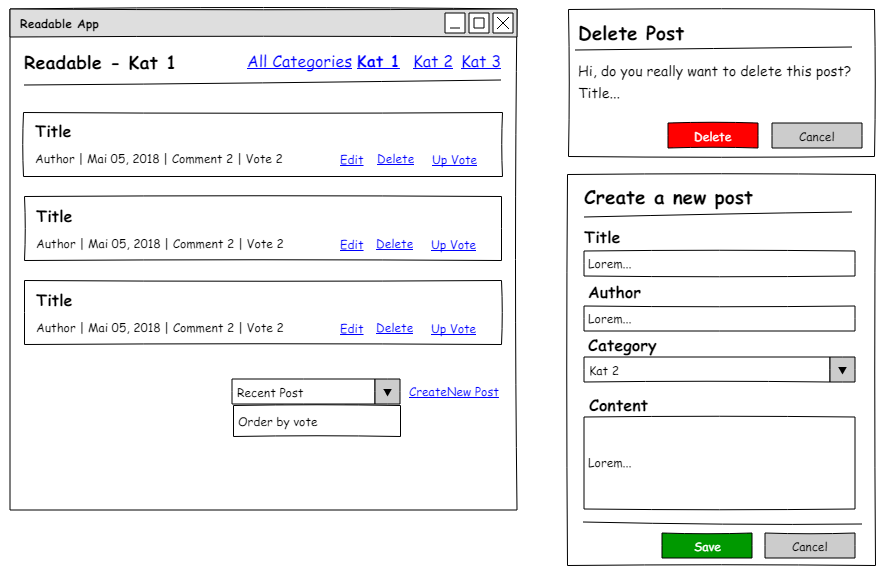 Readable App
Readable - Kat 1
All Categories Kat 1 Kat 2 Kat 3
Title
Author | Mai 05, 2018 | Comment 2 | Vote 2 Edit Delete Up Vote
Title
Author | Mai 05, 2018 | Comment 2 | Vote 2 Edit Delete Up Vote
Title
Author | Mai 05, 2018 | Comment 2 | Vote 2 Edit Delete Up Vote
Recent Post
CreateNew Post
Order by vote
Delete Post
Hi, do you really want to delete this post?
Title...
Delete
Cancel
Create a new post
Title
Lorem...
Author
Lorem...
Category
Kat 2
Content
Lorem...
Save
Cancel